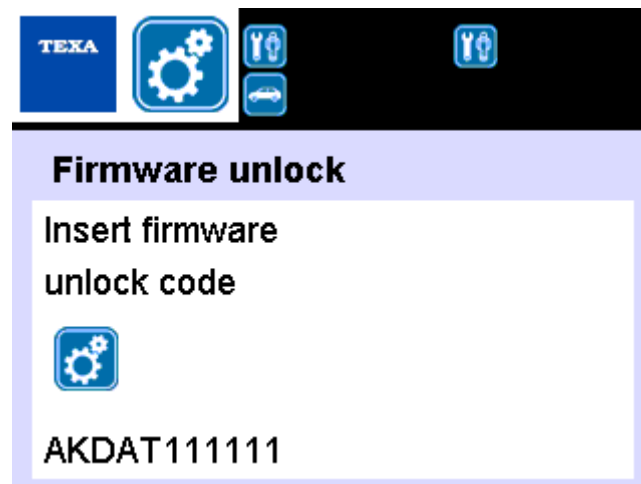 TEXA
Firmware unlock
Insert firmware
unlock code
AKDAT111111